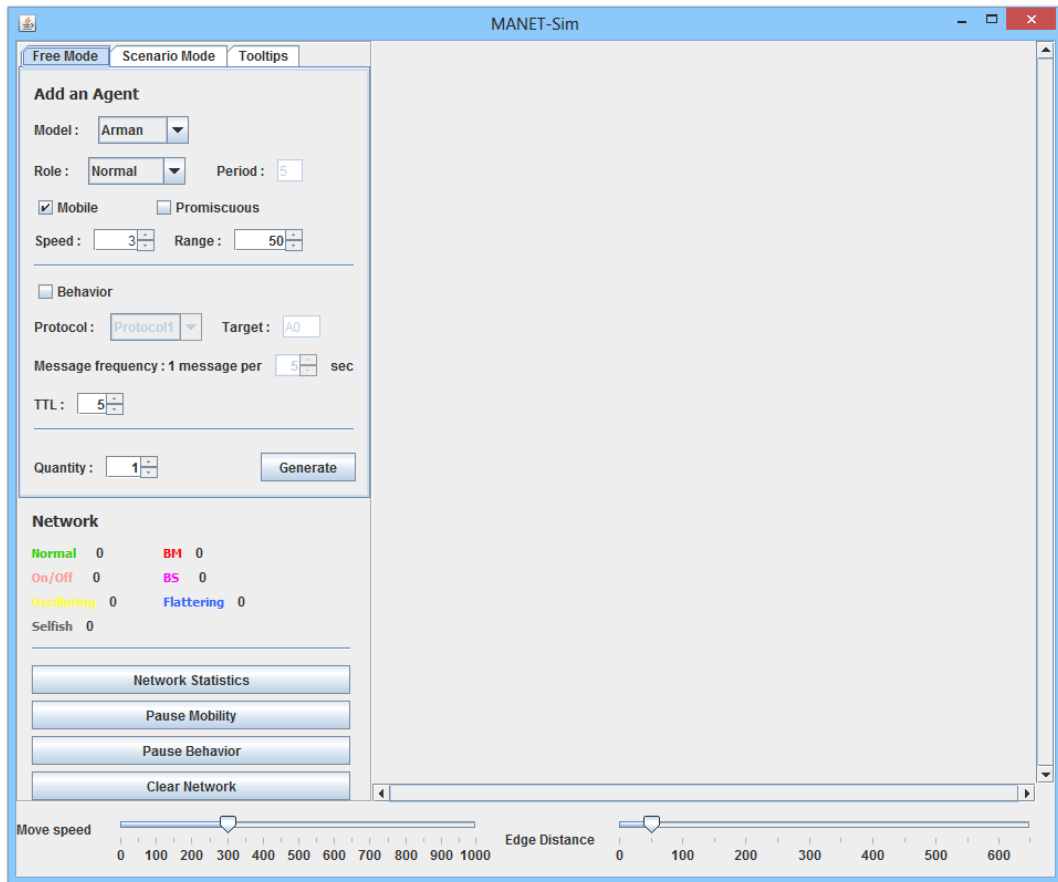 MANET-Sim
Free Mode Scenario Mode Tooltips
Add an Agent
Model : Arman
Role : Normal Period : 5
Mobile Promiscuous
Speed : 3 Range : 50
Behavior
Protocol : Protocol1 Target : A0
Message frequency : 1 message per 5 sec
TTL : 5
Quantity : 1 Generate
Network
Normal 0 BM 0
On/Off 0 BS 0
Oscillating 0 Flattering 0
Selfish 0
Network Statistics
Pause Mobility
Pause Behavior
Clear Network
Move speed Edge Distance
0 100 200 300 400 500 600 700 800 900 1000 0 100 200 300 400 500 600